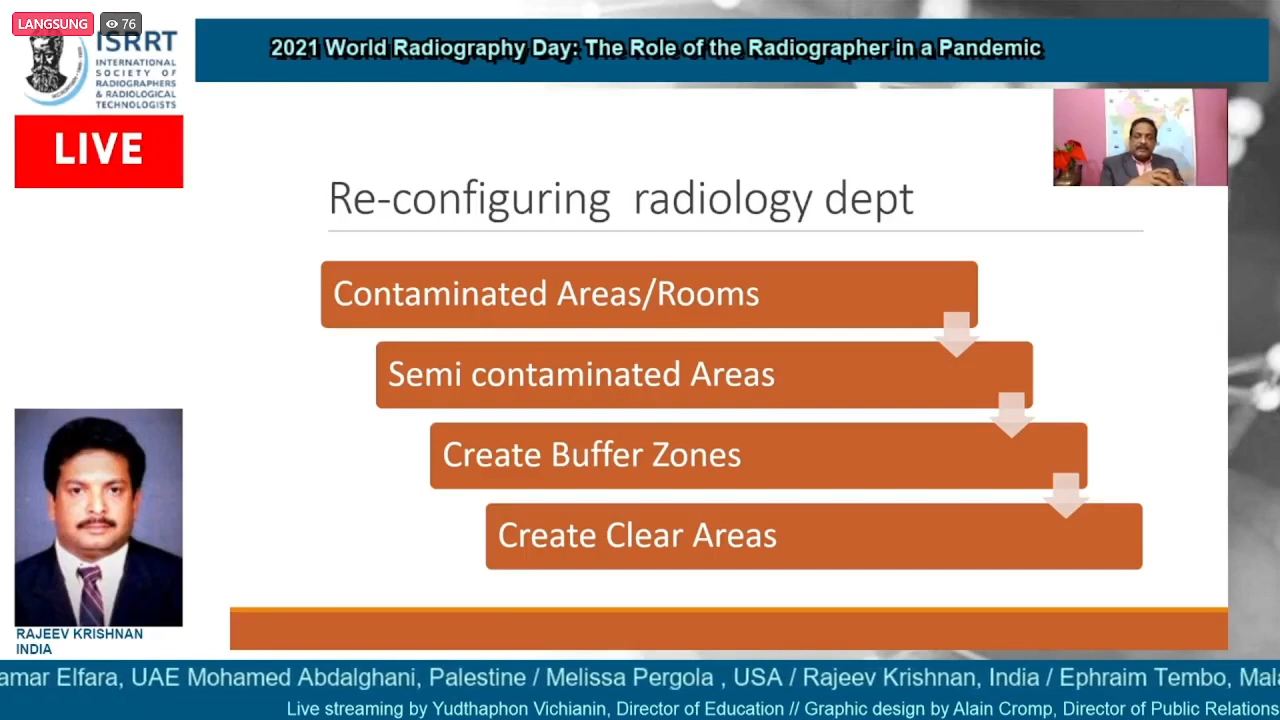 LANGSUNG
76
ISRRT
INTERNATIONAL
SOCIETY OF
RADIOGRAPHERS
& RADIOLOGICAL
TECHNOLOGISTS
2021 World Radiography Day: The Role of the Radiographer in a Pandemic
LIVE
Re-configuring radiology dept
Contaminated Areas/Rooms
Semi contaminated Areas
Create Buffer Zones
Create Clear Areas
RAJEEV KRISHNAN
INDIA
amar Elfara, UAE Mohamed Abdalghani, Palestine / Melissa Pergola , USA / Rajeev Krishnan, India / Ephraim Tembo, Mala
Live streaming by Yudthaphon Vichianin, Director of Education // Graphic design by Alain Cromp, Director of Public Relations